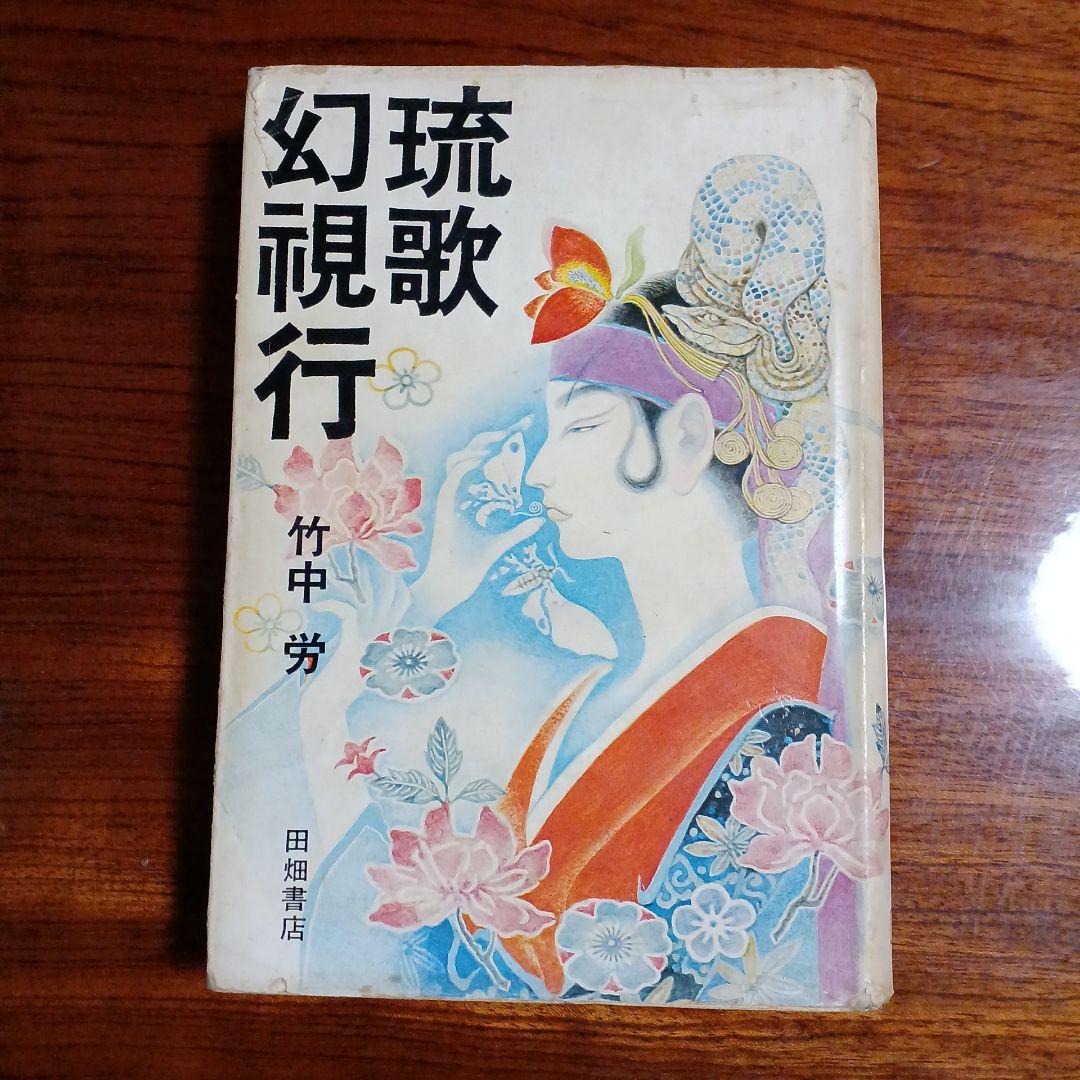 琉歌
幻視行
竹中 労
田畑書店